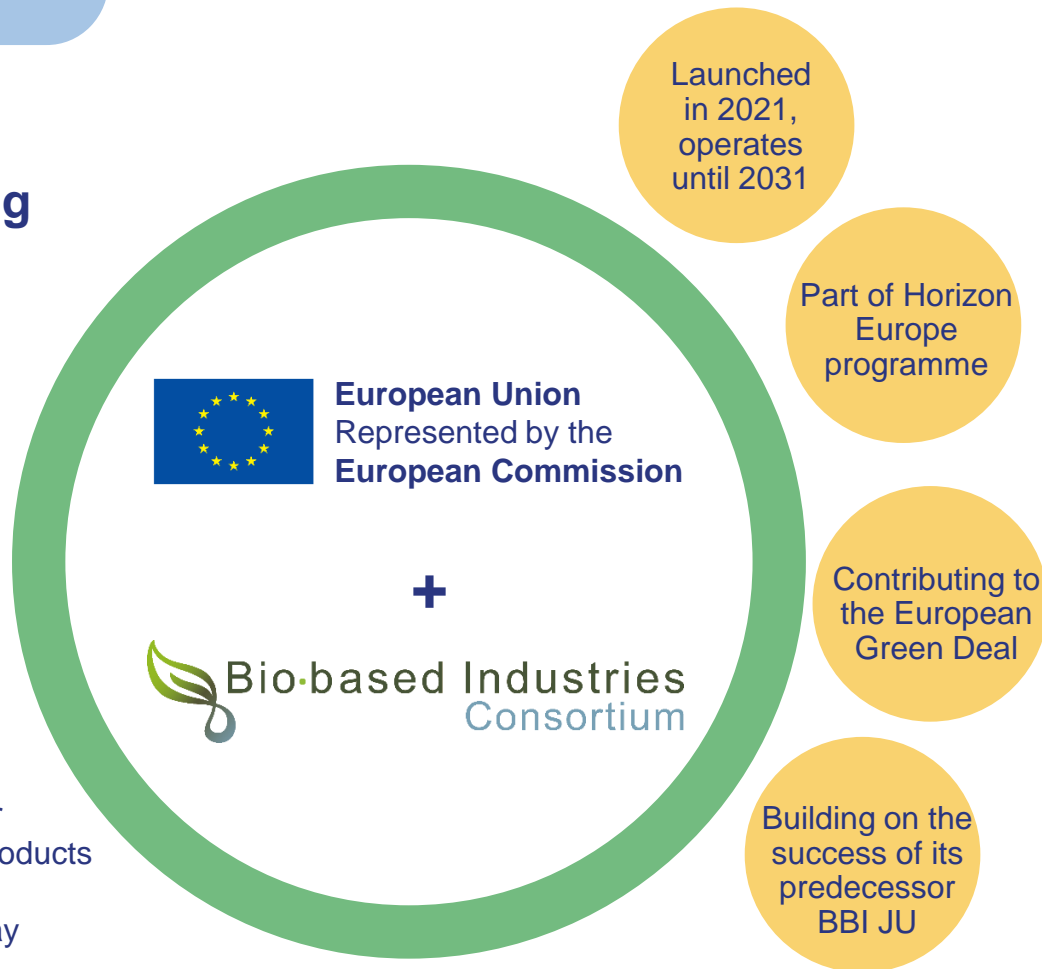 Launched
in 2021,
operates
until 2031
g
Part of Horizon
Europe
programme
European Union
Represented by the
European Commission
+
Contributing to
the European
Green Deal
Bio·based Industries
Consortium
Building on the
success of its
predecessor
BBI JU
oducts
ay